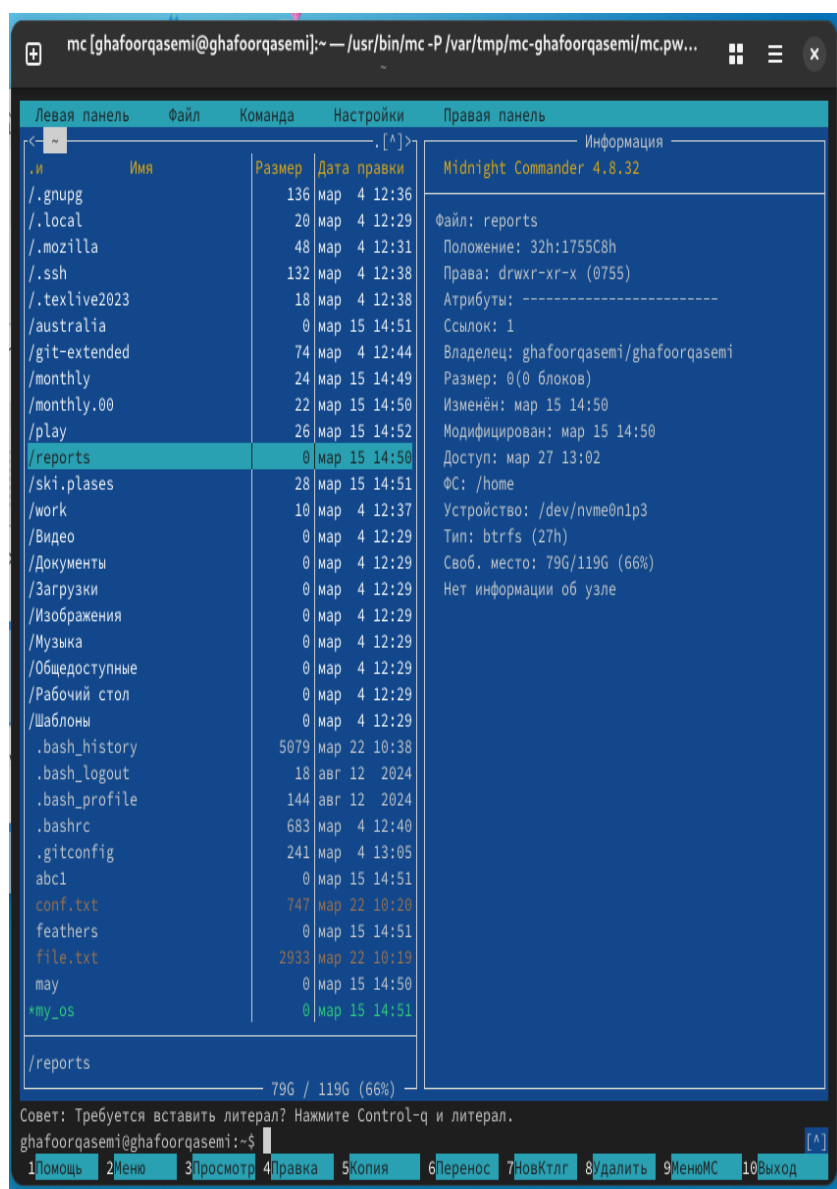 mc [ghafoorqasemi@ghafoorqasemi]:~ — /usr/bin/mc -P /var/tmp/mc-ghafoorqasemi/mc.pw...
~
Левая панель Файл Команда Настройки Правая панель
<- ~ .[^]>
.и Имя Размер Дата правки
/.gnupg 136 мар 4 12:36
/.local 20 мар 4 12:29
/.mozilla 48 мар 4 12:31
/.ssh 132 мар 4 12:38
/.texlive2023 18 мар 4 12:38
/australia 0 мар 15 14:51
/git-extended 74 мар 4 12:44
/monthly 24 мар 15 14:49
/monthly.00 22 мар 15 14:50
/play 26 мар 15 14:52
/reports 0 мар 15 14:50
/ski.plases 28 мар 15 14:51
/work 10 мар 4 12:37
/Видео 0 мар 4 12:29
/Документы 0 мар 4 12:29
/Загрузки 0 мар 4 12:29
/Изображения 0 мар 4 12:29
/Музыка 0 мар 4 12:29
/Общедоступные 0 мар 4 12:29
/Рабочий стол 0 мар 4 12:29
/Шаблоны 0 мар 4 12:29
.bash_history 5079 мар 22 10:38
.bash_logout 18 авг 12 2024
.bash_profile 144 авг 12 2024
.bashrc 683 мар 4 12:40
.gitconfig 241 мар 4 13:05
abc1 0 мар 15 14:51
conf.txt 747 мар 22 10:20
feathers 0 мар 15 14:51
file.txt 2933 мар 22 10:19
may 0 мар 15 14:50
*my_os 0 мар 15 14:51
/reports
79G / 119G (66%)
Информация
Midnight Commander 4.8.32
Файл: reports
Положение: 32h:1755C8h
Права: drwxr-xr-x (0755)
Атрибуты: -------------------------
Ссылок: 1
Владелец: ghafoorqasemi/ghafoorqasemi
Размер: 0(0 блоков)
Изменён: мар 15 14:50
Модифицирован: мар 15 14:50
Доступ: мар 27 13:02
ФС: /home
Устройство: /dev/nvme0n1p3
Тип: btrfs (27h)
Своб. место: 79G/119G (66%)
Нет информации об узле
Совет: Требуется вставить литерал? Нажмите Control-q и литерал.
ghafoorqasemi@ghafoorqasemi:~$ [^]
1Помощь 2Меню 3Просмотр 4Правка 5Копия 6Перенос 7НовКтлг 8Удалить 9МенюMC 10Выход